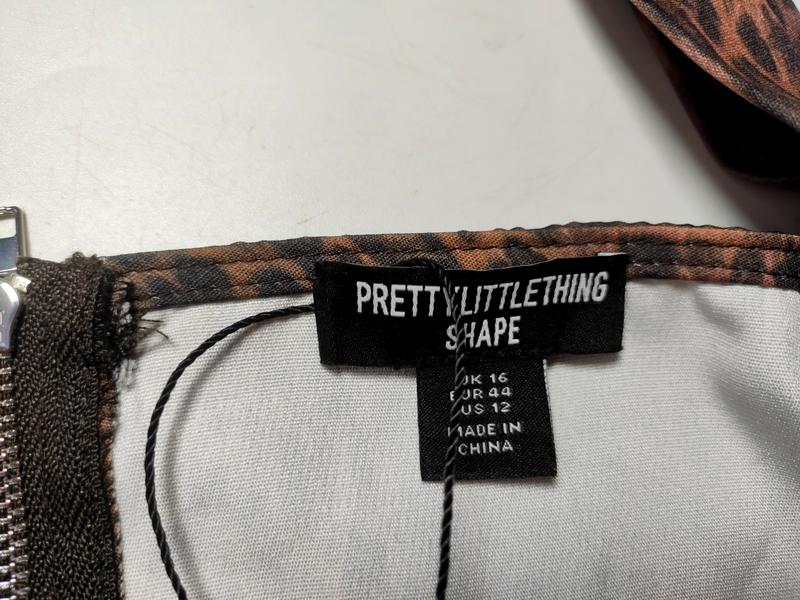 PRETTYLITTLETHING
SHAPE
UK 16
EUR 44
US 12
MADE IN
CHINA